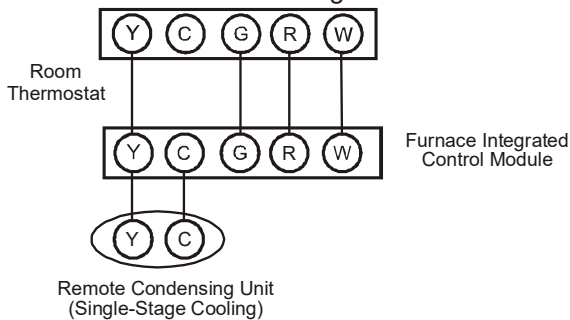 Y C G R W
Room
Thermostat
Y C G R W
Furnace Integrated
Control Module
Y C
Remote Condensing Unit
(Single-Stage Cooling)